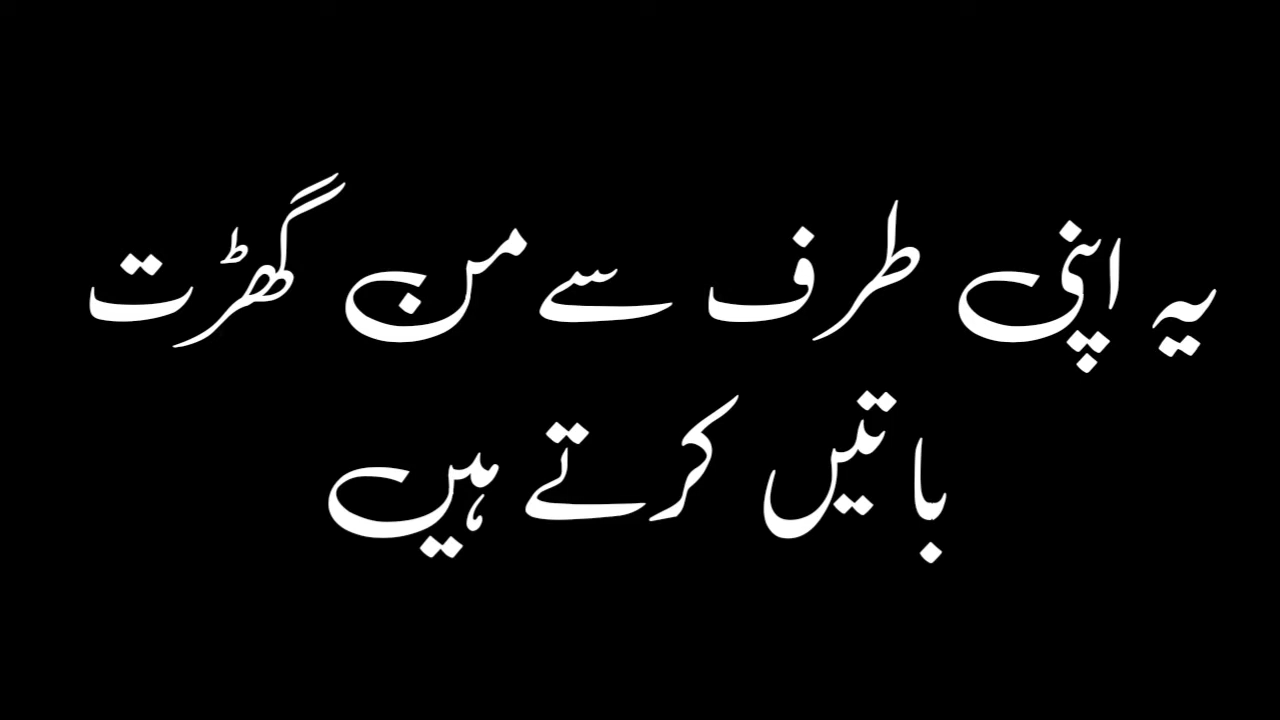 یہ اپنی طرف سے من گھڑت
باتیں کرتے ہیں